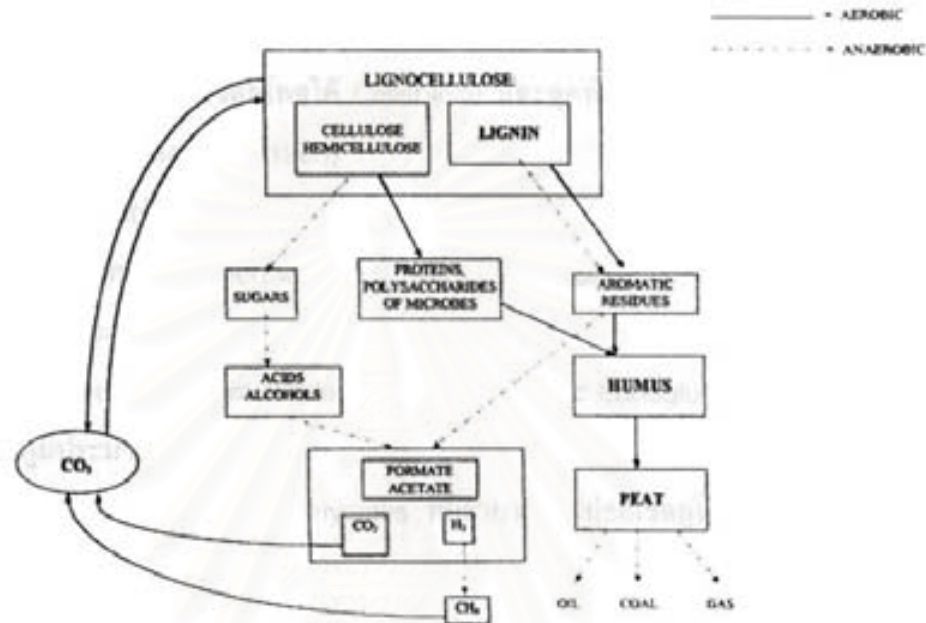 = AEROBIC
= ANAEROBIC
LIGNOCELLULOSE
CELLULOSE
HEMICELLULOSE
LIGNIN
SUGARS
PROTEINS,
POLYSACCHARIDES
OF MICROBES
AROMATIC
RESIDUES
ACIDS
ALCOHOLS
HUMUS
CO₂
FORMATE
ACETATE
CO₂
H₂
PEAT
CH₄
OIL
COAL
GAS